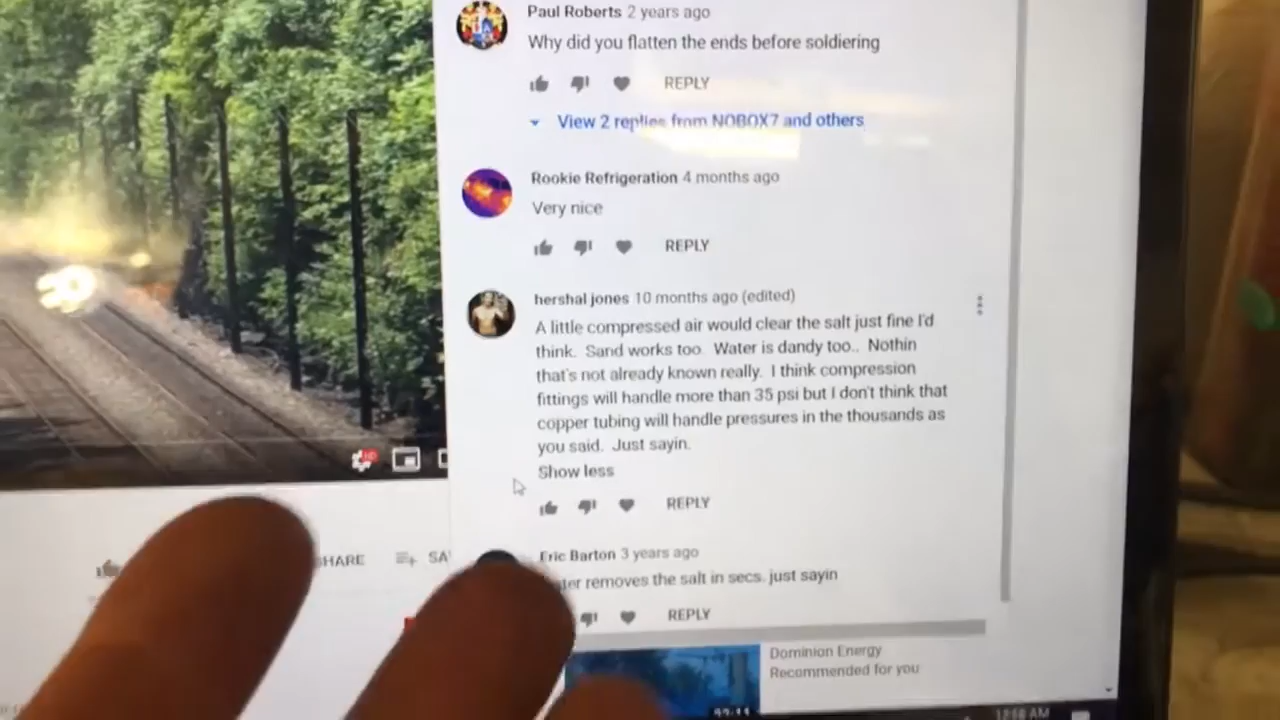 Paul Roberts 2 years ago
Why did you flatten the ends before soldiering
REPLY
View 2 replies from NOBOX7 and others
Rookie Refrigeration 4 months ago
Very nice
REPLY
hershal jones 10 months ago (edited)
A little compressed air would clear the salt just fine I'd
think. Sand works too. Water is dandy too.. Nothin
that's not already known really. I think compression
fittings will handle more than 35 psi but I don't think that
copper tubing will handle pressures in the thousands as
you said. Just sayin.
Show less
REPLY
HD
Eric Barton 3 years ago
removes the salt in secs. just sayin
REPLY
Dominion Energy
Recommended for you